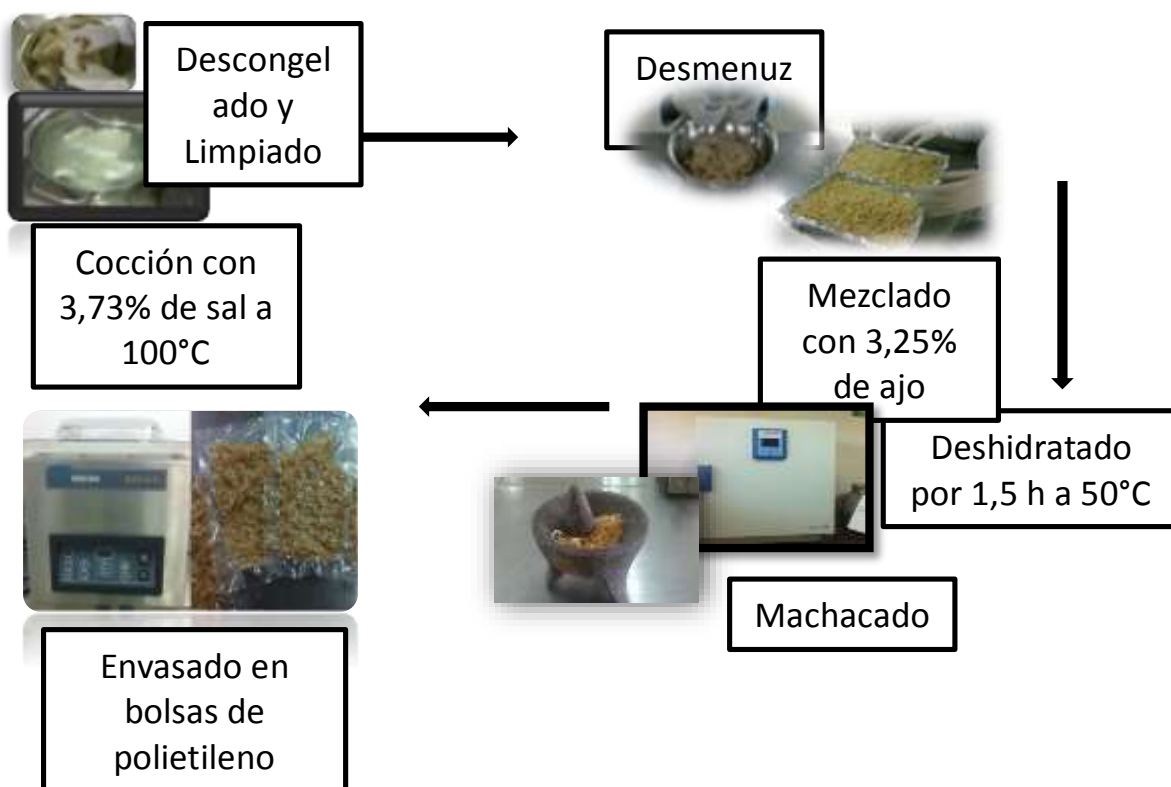 Descongel
ado y
Limpiado
Cocción con
3,73% de sal a
100°C
Desmenuz
Mezclado
con 3,25%
de ajo
Deshidratado
por 1,5 h a 50°C
Machacado
Envasado en
bolsas de
polietileno